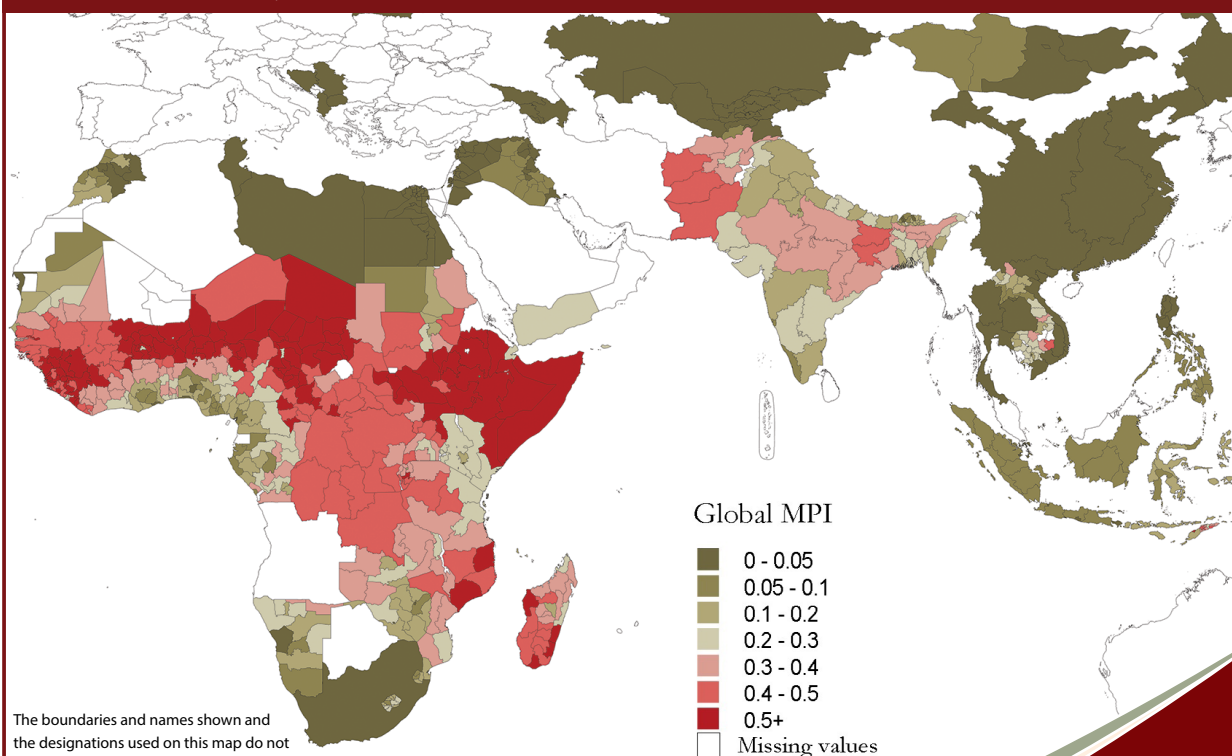 Global MPI
0 - 0.05
0.05 - 0.1
0.1 - 0.2
0.2 - 0.3
0.3 - 0.4
0.4 - 0.5
0.5+
Missing values
The boundaries and names shown and
the designations used on this map do not